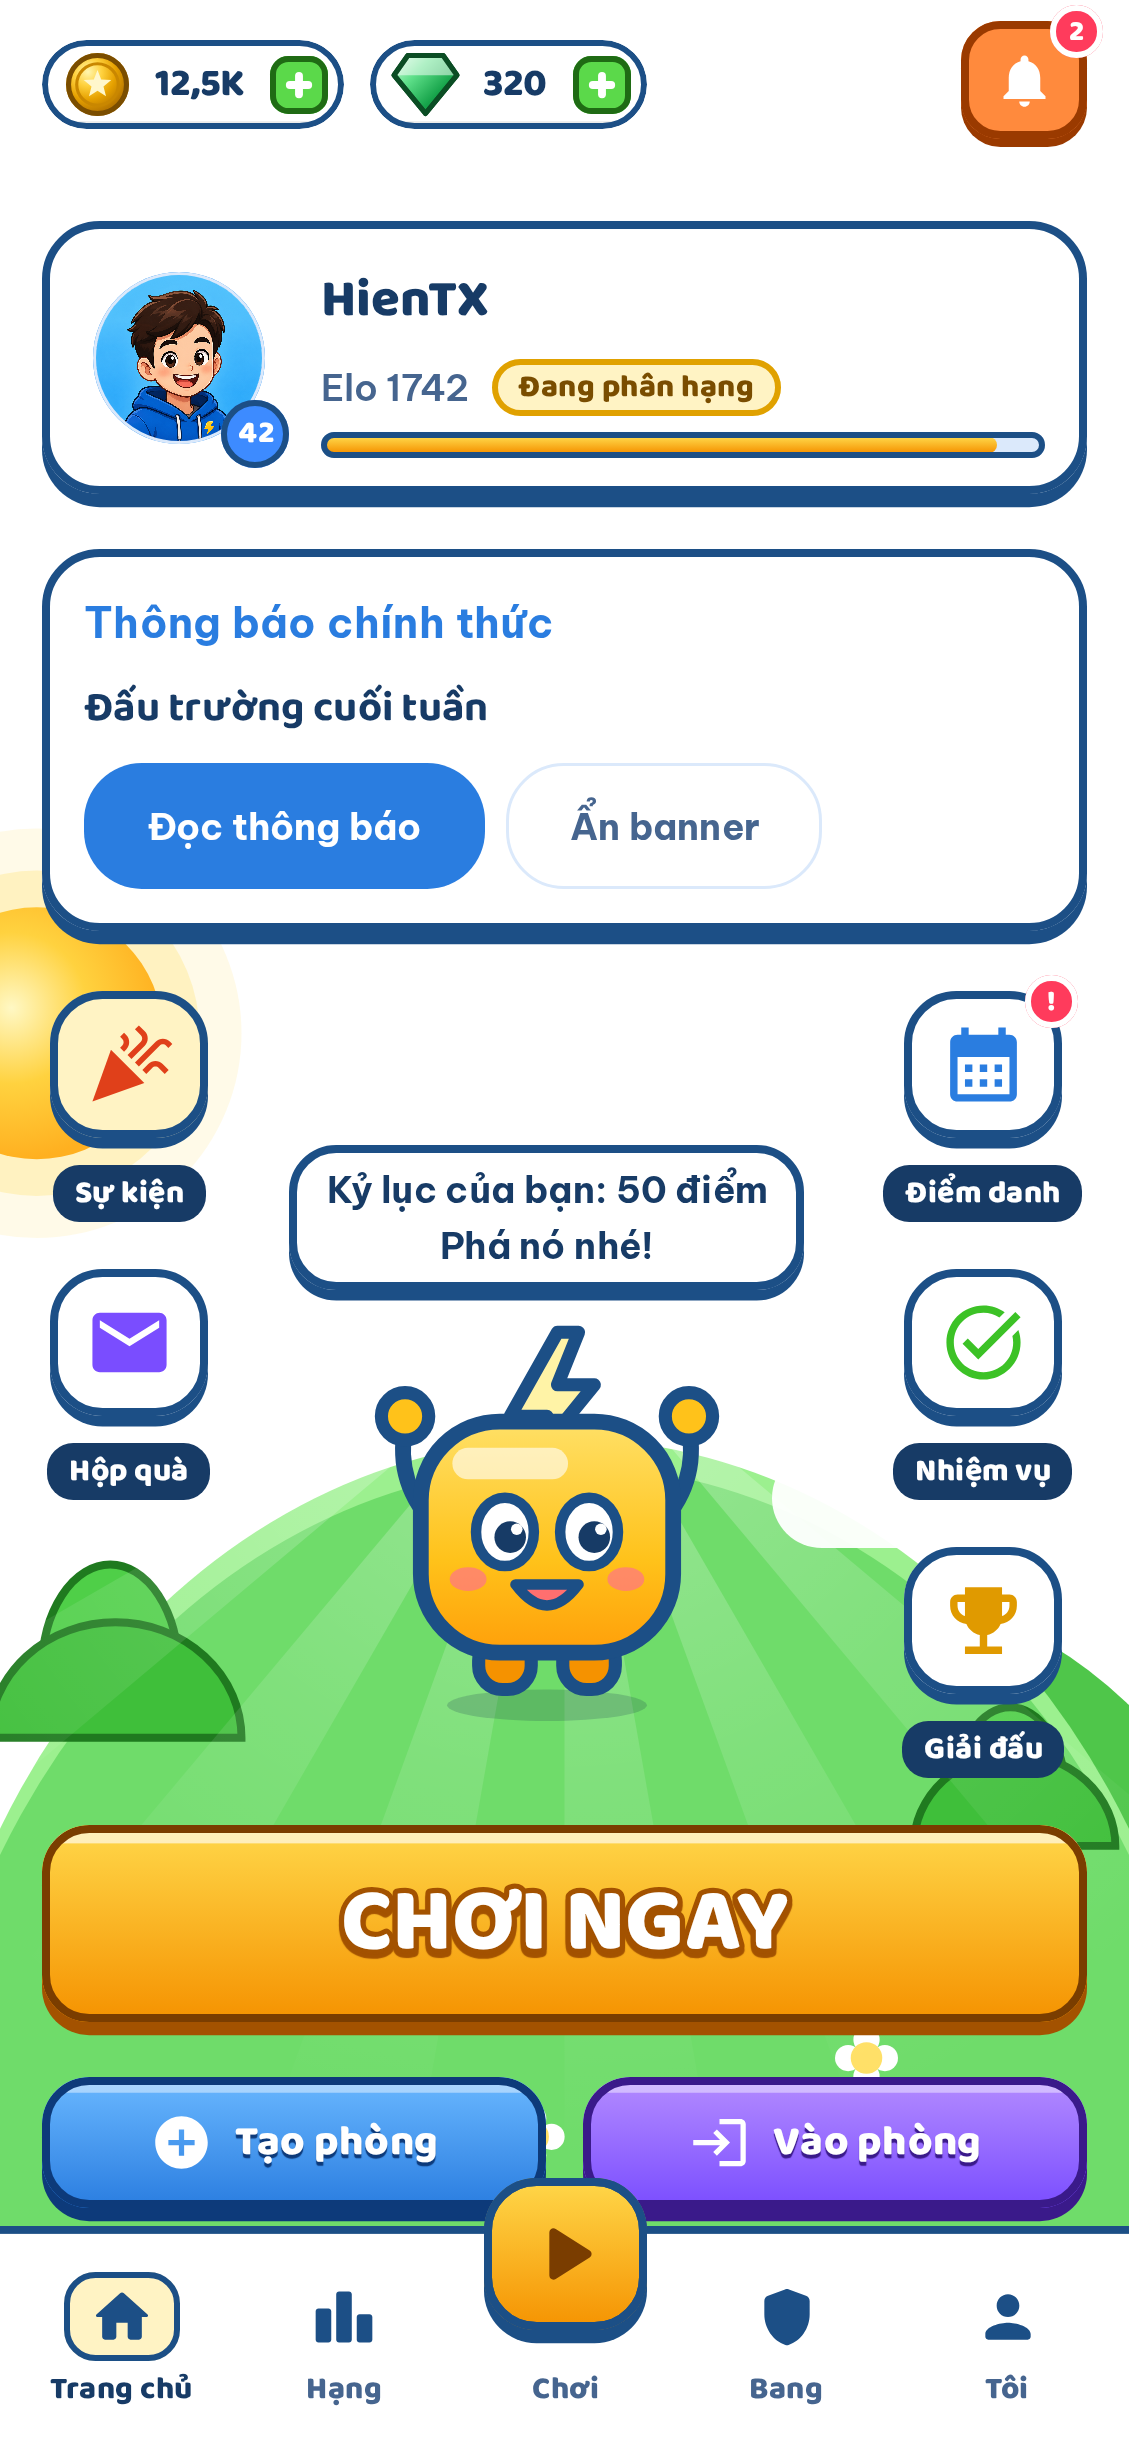 12,5K
320
2
HienTX
Elo 1742
Đang phân hạng
42
Thông báo chính thức
Đấu trường cuối tuần
Đọc thông báo
Ẩn banner
!
Sự kiện
Điểm danh
Kỷ lục của bạn: 50 điểm
Phá nó nhé!
Hộp quà
Nhiệm vụ
Giải đấu
CHƠI NGAY
Tạo phòng
Vào phòng
Trang chủ
Hạng
Chơi
Bang
Tôi